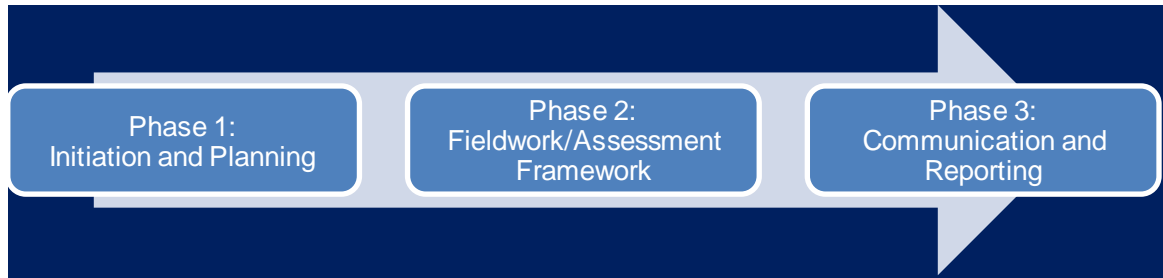 Phase 1:
Initiation and Planning
Phase 2:
Fieldwork/Assessment
Framework
Phase 3:
Communication and
Reporting